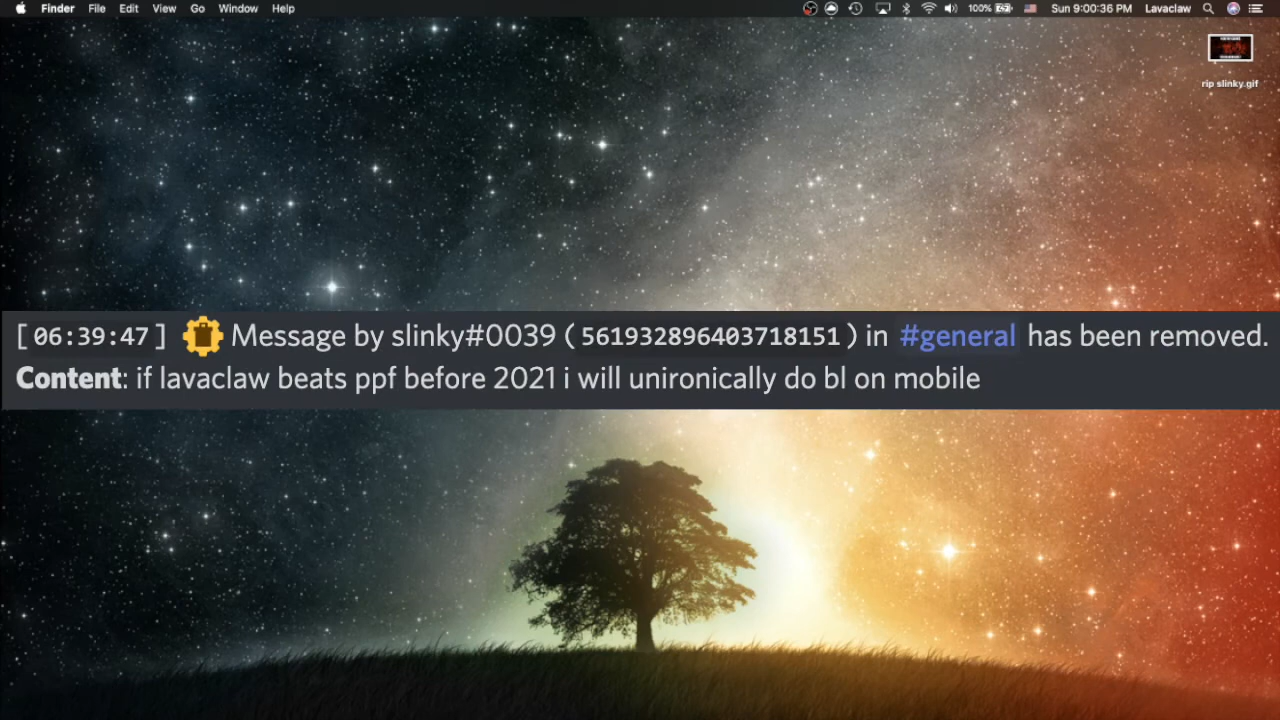 Finder File Edit View Go Window Help 100% Sun 9:00:36 PM Lavaclaw
rip slinky.gif
[06:39:47] Message by slinky#0039 (561932896403718151) in #general has been removed.
Content: if lavaclaw beats ppf before 2021 i will unironically do bl on mobile